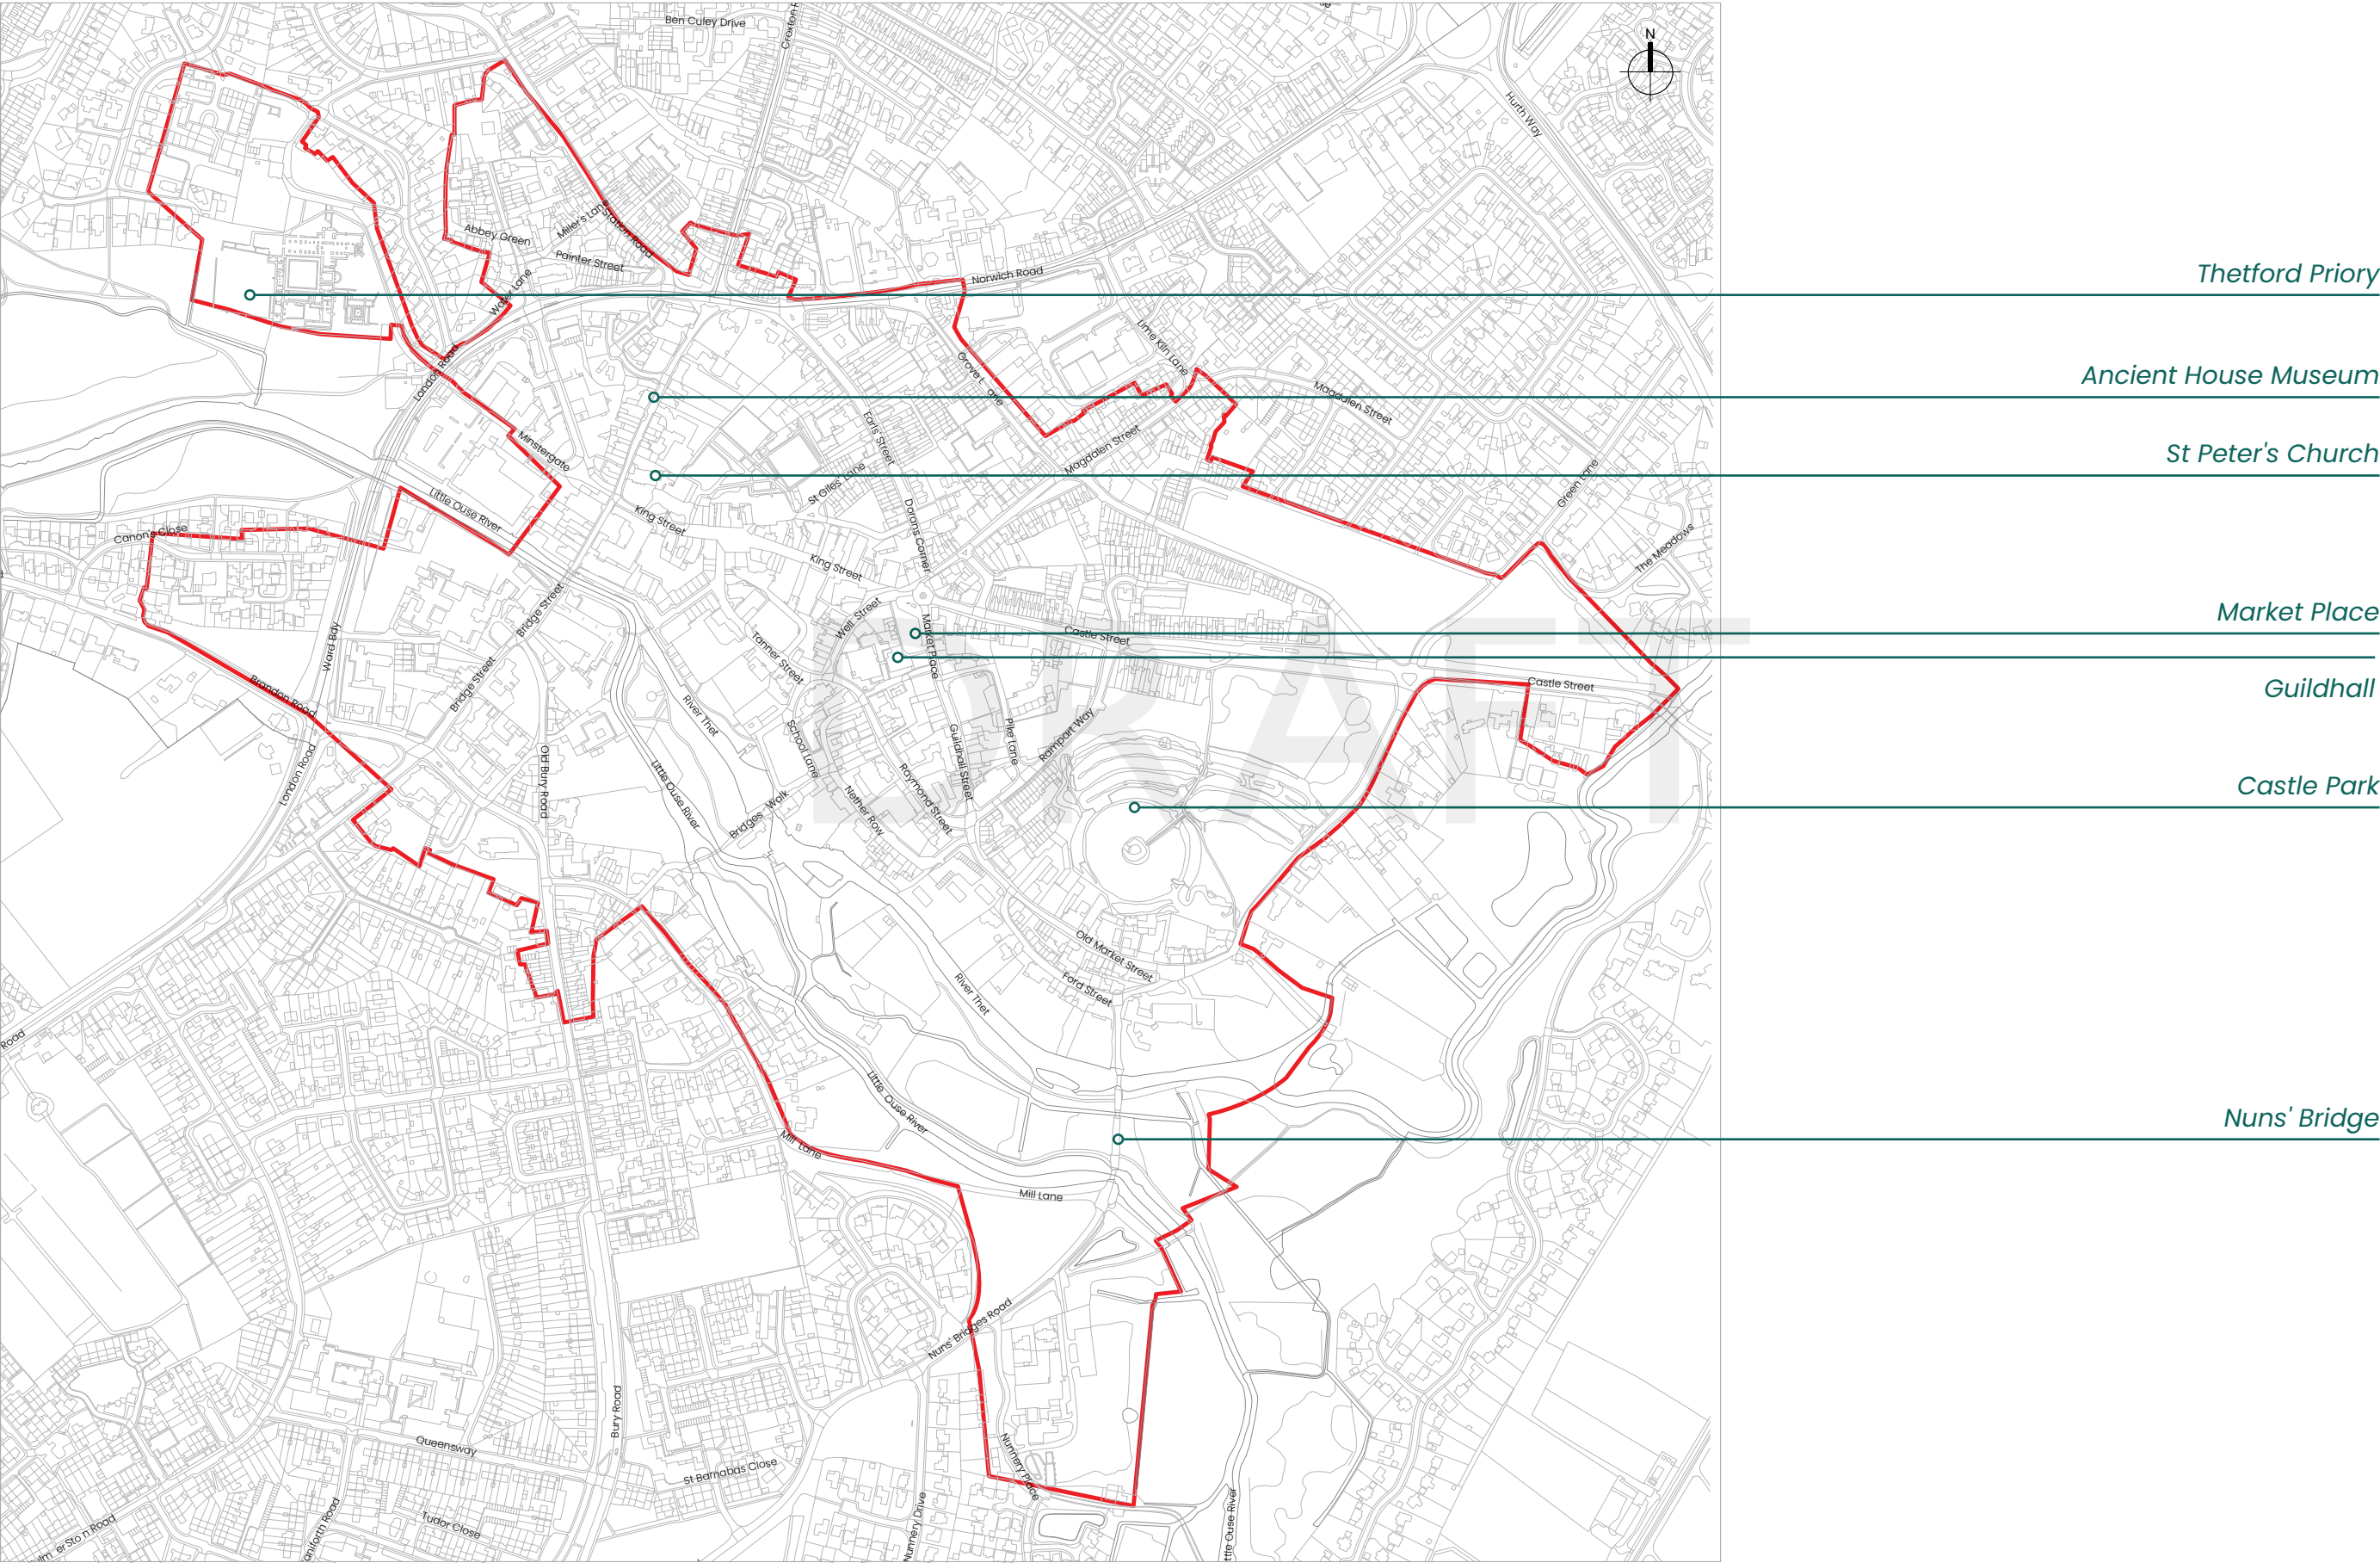 Ben Culey Drive
N
Hurth Way
Abbey Green
Miller's Lane
Station Road
Painter Street
Water Lane
Norwich Road
Thetford Priory
Lime Kiln Lane
London Road
Grove Lane
Magdalen Street
Ancient House Museum
Earls' Street
Minstergate
Magdalen Street
St Peter's Church
St Giles' Lane
Green Lane
Little Ouse River
King Street
Dorans Corner
Canon's Close
The Meadows
King Street
Bridge Street
Well Street
Market Place
Market Place
Castle Street
Ward Bay
Tanner Street
DRAFT
Brandon Road
Bridge Street
Castle Street
Guildhall
River Thet
School Lane
Guildhall Street
Pike Lane
Rampart Way
London Road
Old Bury Road
Little Ouse River
Bridges Walk
Nether Row
Raymond Street
Castle Park
Old Market Street
Ford Street
River Thet
Road
Little Ouse River
Nuns' Bridge
Mill Lane
Mill Lane
Nuns' Bridges Road
Bury Road
Queensway
St Barnabas Close
Nunnery Place
Tudor Close
Nunnery Drive